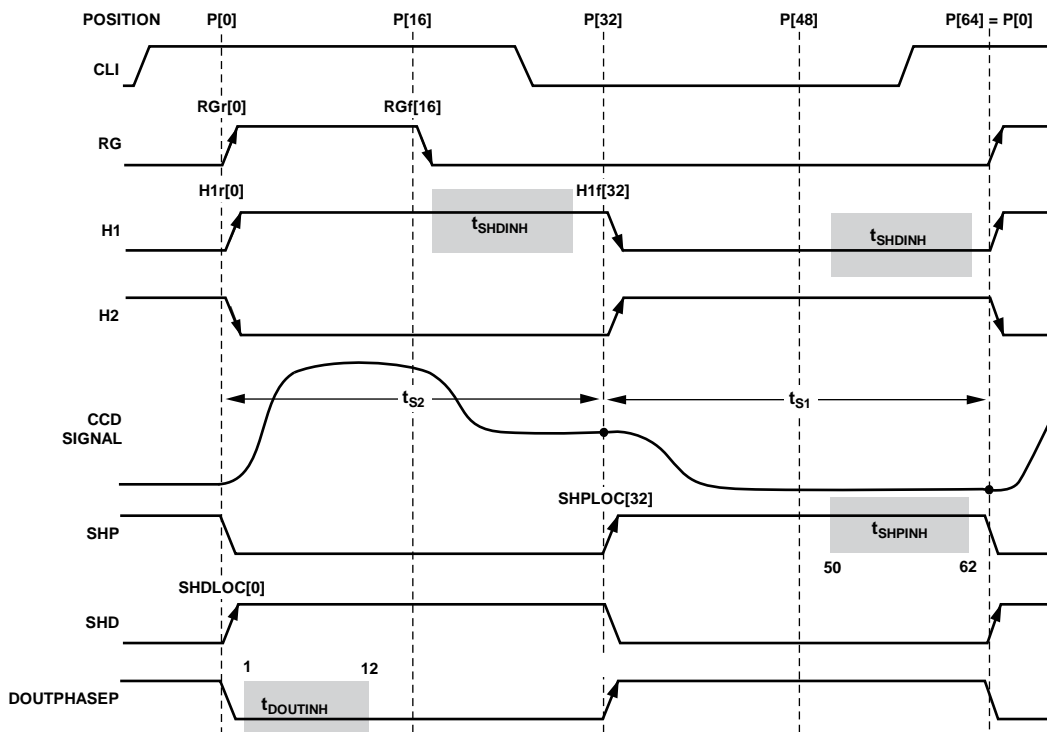 POSITION P[0] P[16] P[32] P[48] P[64] = P[0]
CLI
RGr[0] RGf[16]
RG
H1r[0] H1f[32]
H1 tSHDINH tSHDINH
H2
tS2 tS1
CCD
SIGNAL
SHPLOC[32]
SHP tSHPINH
50 62
SHDLOC[0]
SHD
1 12
DOUTPHASEP tDOUTINH